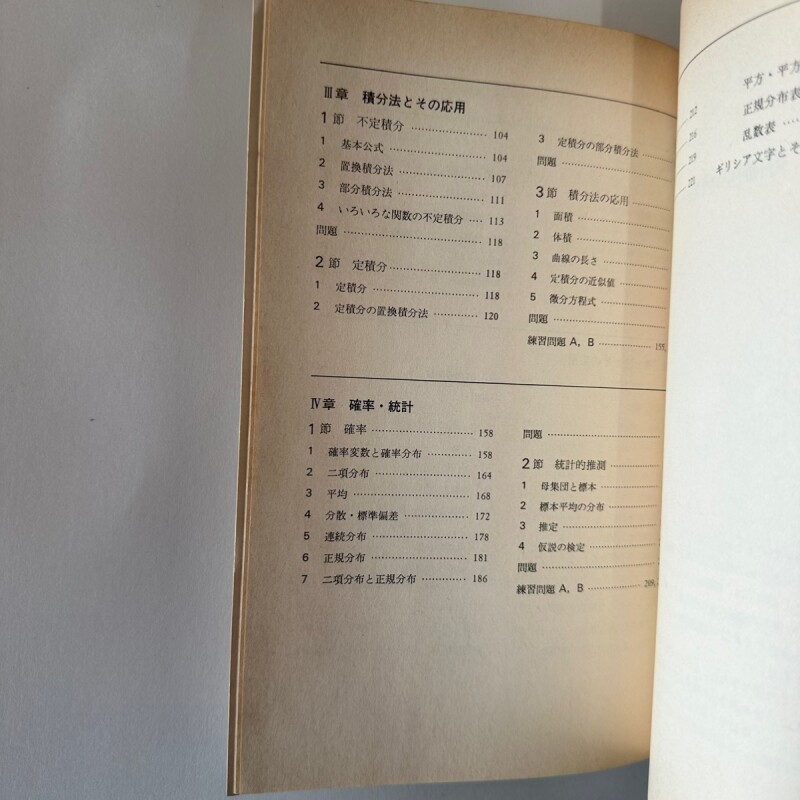 Ⅲ章 積分法とその応用
1節 不定積分 ……………… 104
1 基本公式 ……………… 104
2 置換積分法 ……………… 107
3 部分積分法 ……………… 111
4 いろいろな関数の不定積分 …… 113
問題 ……………… 118
2節 定積分 ……………… 118
1 定積分 ……………… 118
2 定積分の置換積分法 ………… 120
3 定積分の部分積分法 ………
問題 ………………
3節 積分法の応用 ………
1 面積 ………………
2 体積 ………………
3 曲線の長さ ………………
4 定積分の近似値 ………
5 微分方程式 ………………
問題 ………………
練習問題 A，B ………… 155,
Ⅳ章 確率・統計
1節 確率 ……………… 158
1 確率変数と確率分布 ………… 158
2 二項分布 ……………… 164
3 平均 ……………… 168
4 分散・標準偏差 ……………… 172
5 連続分布 ……………… 178
6 正規分布 ……………… 181
7 二項分布と正規分布 ………… 186
問題 ………………
2節 統計的推測 ………
1 母集団と標本 ………
2 標本平均の分布 ………
3 推定 ………………
4 仮説の検定 ………
問題 ………………
練習問題 A，B ………… 209,
212
216
219
221
平方・平方
正規分布表
乱数表 ……
ギリシア文字とそ